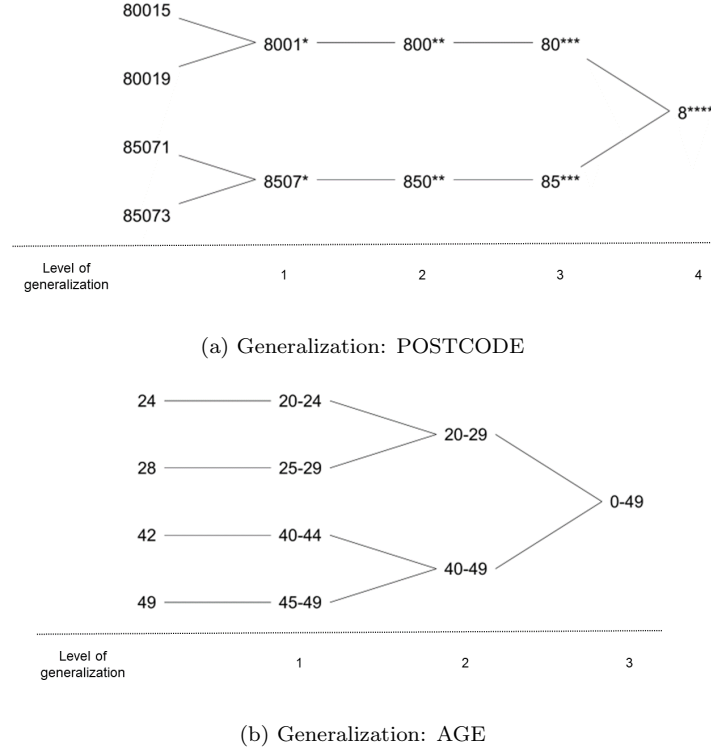 80015
8001* 800** 80***
80019
8****
85071
8507* 850** 85***
85073
Level of
generalization
1 2 3 4
(a) Generalization: POSTCODE
24 20-24
20-29
28 25-29
0-49
42 40-44
40-49
49 45-49
Level of
generalization
1 2 3
(b) Generalization: AGE